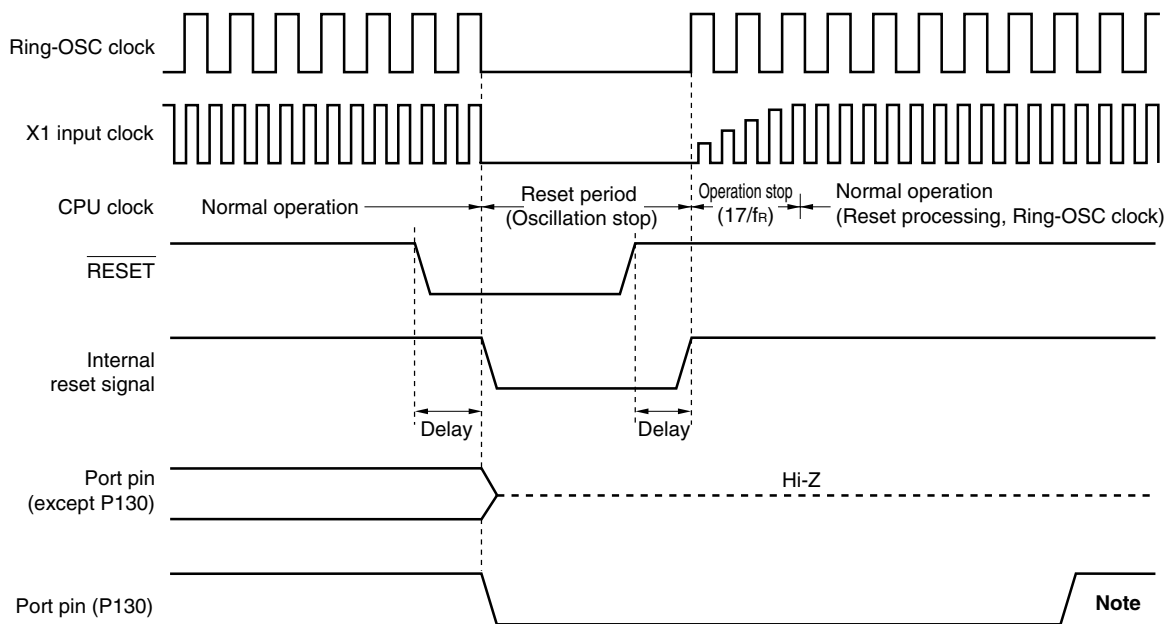 Ring-OSC clock
X1 input clock
CPU clock
Normal operation
Reset period
(Oscillation stop)
Operation stop
(17/fR)
Normal operation
(Reset processing, Ring-OSC clock)
RESET
Internal
reset signal
Delay
Delay
Port pin
(except P130)
Hi-Z
Port pin (P130)
Note